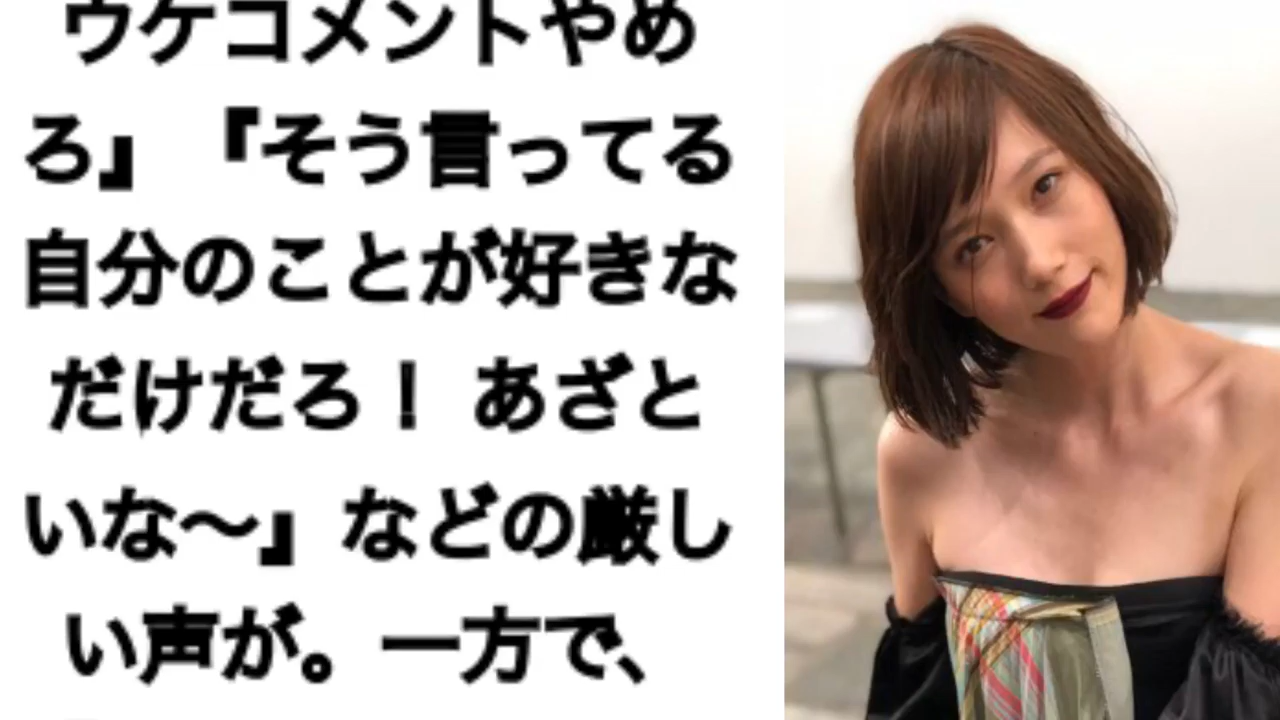 ウケコメントやめ
ろ』『そう言ってる
自分のことが好きな
だけだろ！ あざと
いな〜』などの厳し
い声が。一方で、